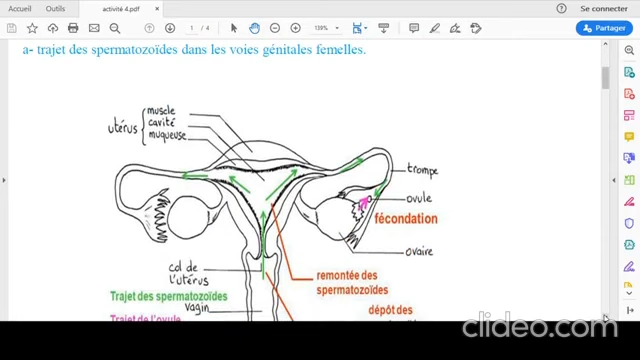 Accueil Outils activité 4.pdf × Se connecter
1 / 4 139% Partager
a- trajet des spermatozoïdes dans les voies génitales femelles.
utérus
muscle
cavité
muqueuse
trompe
ovule
fécondation
ovaire
col de
l'utérus
remontée des
spermatozoïdes
Trajet des spermatozoïdes
vagin
dépôt des
Trajet de l'ovule
clideo.com